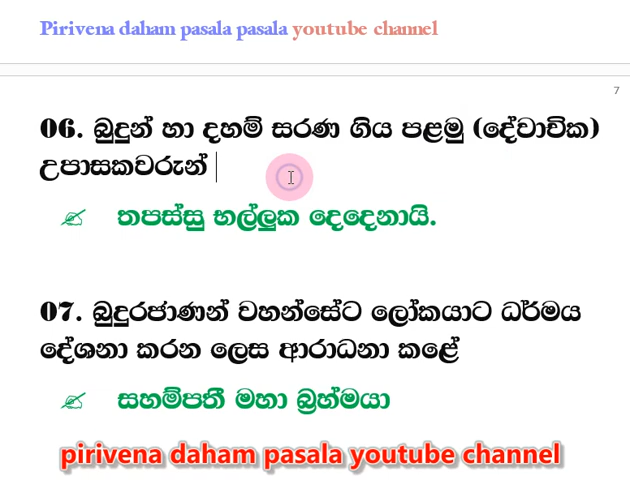 Pirivena daham pasala pasala youtube channel
7
06. බුදුන් හා දහම් සරණ ගිය පළමු (දේවාචික)
උපාසකවරුන්
තපස්සු භල්ලුක දෙදෙනායි.
07. බුදුරජාණන් වහන්සේට ලෝකයාට ධර්මය
දේශනා කරන ලෙස ආරාධනා කළේ
සහම්පතී මහා බ්‍රහ්මයා
pirivena daham pasala youtube channel